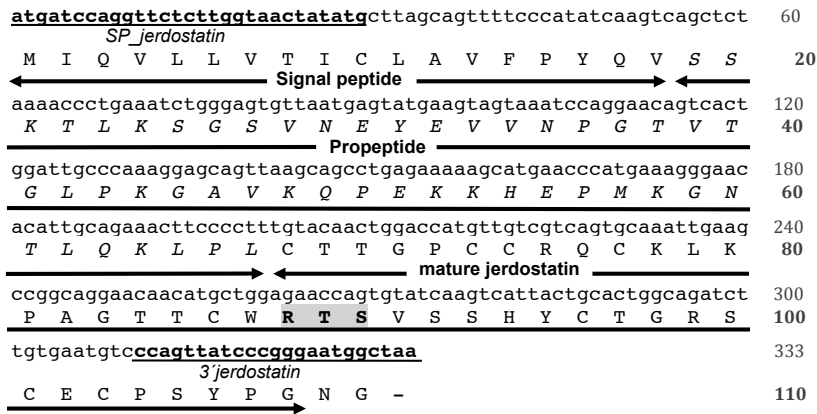 atgatccaggttctcttggtaactatatgcttagcagttttcccatatcaagtcagctct 60
SP_jerdostatin
M I Q V L L V T I C L A V F P Y Q V S S 20
Signal peptide
aaaaccctgaaatctgggagtgttaatgagtatgaagtagtaaatccaggaacagtcact 120
K T L K S G S V N E Y E V V N P G T V T 40
Propeptide
ggattgcccaaaggagcagttaagcagcctgagaaaaagcatgaacccatgaaagggaac 180
G L P K G A V K Q P E K K H E P M K G N 60
acattgcagaaacttcccctttgtacaactggaccatgttgtcgtcagtgcaaattgaag 240
T L Q K L P L C T T G P C C R Q C K L K 80
mature jerdostatin
ccggcaggaacaacatgctggagaaccagtgtatcaagtcattactgcactggcagatct 300
P A G T T C W R T S V S S H Y C T G R S 100
tgtgaatgtcccagttatcccgggaatggctaa 333
3´jerdostatin
C E C P S Y P G N G – 110